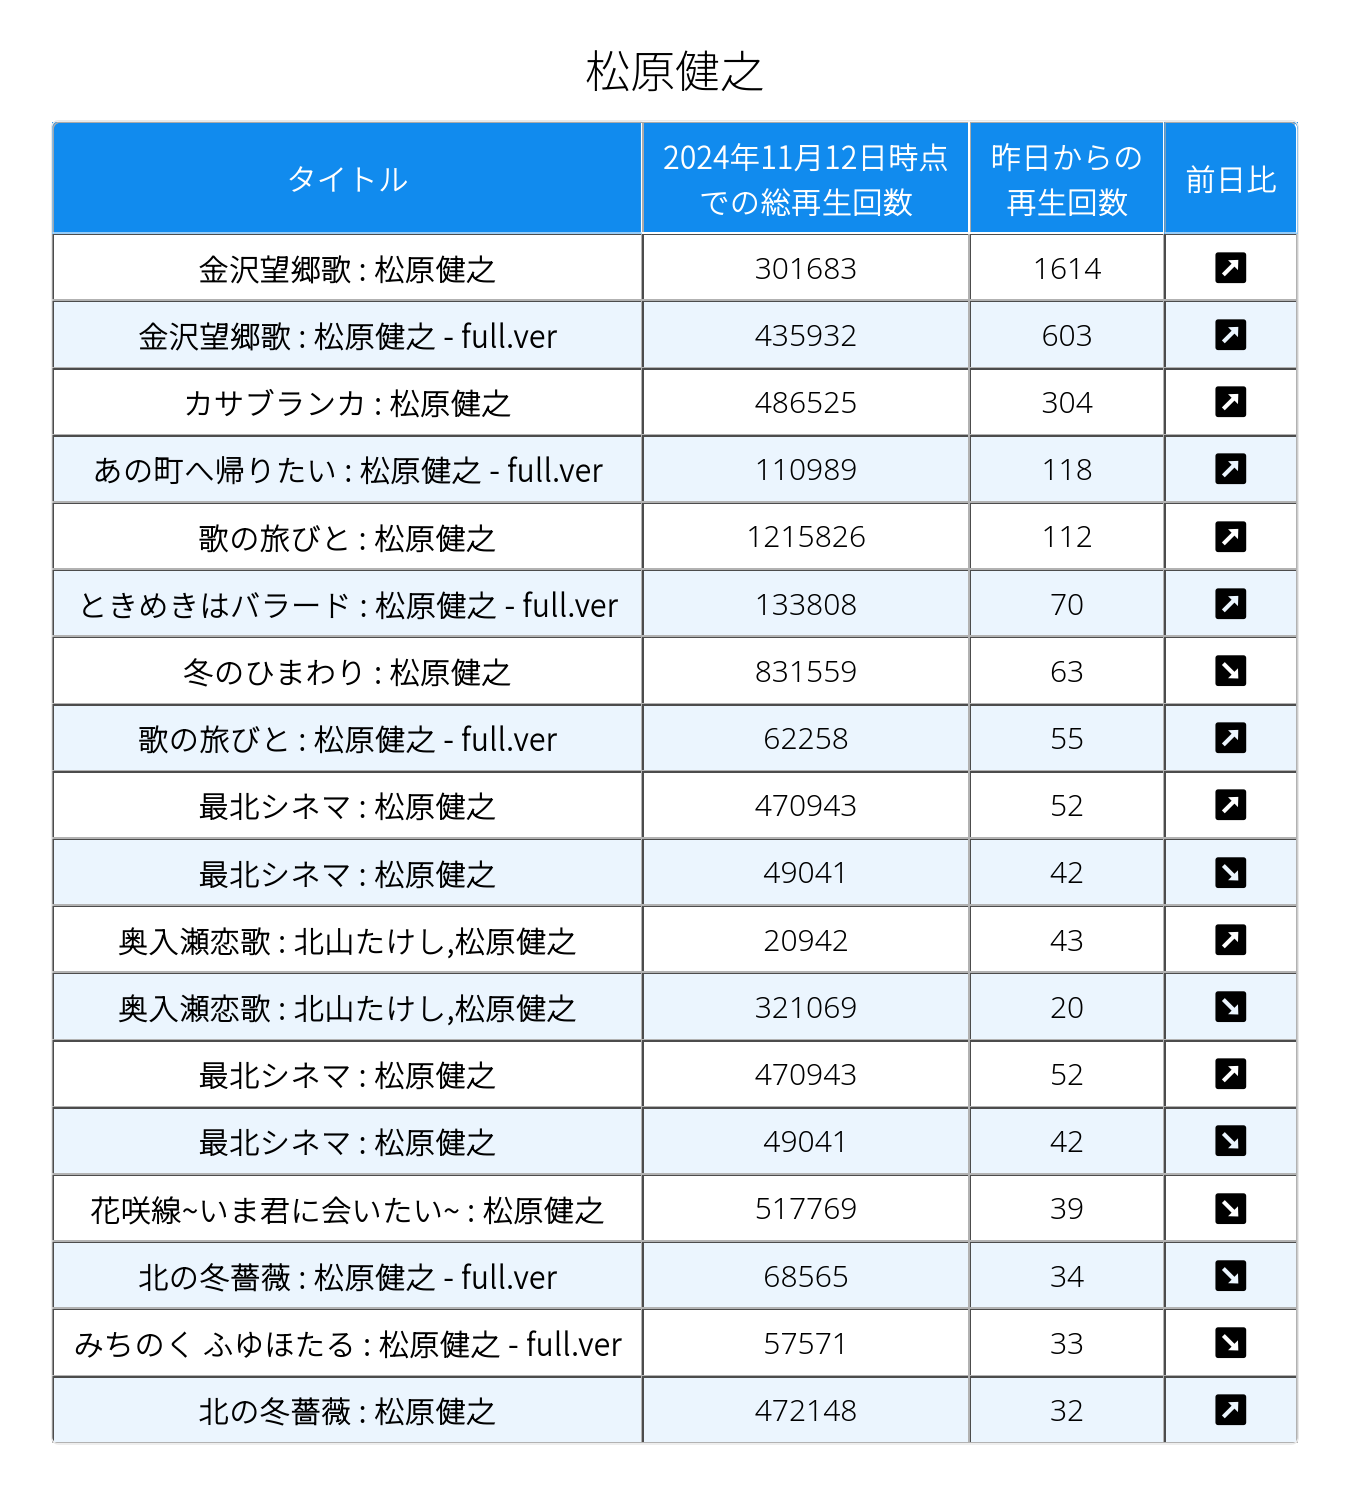 松原健之
タイトル 2024年11月12日時点 昨日からの 前日比
での総再生回数 再生回数
金沢望郷歌 : 松原健之 301683 1614 ↗
金沢望郷歌 : 松原健之 - full.ver 435932 603 ↗
カサブランカ : 松原健之 486525 304 ↗
あの町へ帰りたい : 松原健之 - full.ver 110989 118 ↗
歌の旅びと : 松原健之 1215826 112 ↗
ときめきはバラード : 松原健之 - full.ver 133808 70 ↗
冬のひまわり : 松原健之 831559 63 ↘
歌の旅びと : 松原健之 - full.ver 62258 55 ↗
最北シネマ : 松原健之 470943 52 ↗
最北シネマ : 松原健之 49041 42 ↘
奥入瀬恋歌 : 北山たけし,松原健之 20942 43 ↗
奥入瀬恋歌 : 北山たけし,松原健之 321069 20 ↘
最北シネマ : 松原健之 470943 52 ↗
最北シネマ : 松原健之 49041 42 ↘
花咲線~いま君に会いたい~ : 松原健之 517769 39 ↘
北の冬薔薇 : 松原健之 - full.ver 68565 34 ↘
みちのく ふゆほたる : 松原健之 - full.ver 57571 33 ↘
北の冬薔薇 : 松原健之 472148 32 ↗